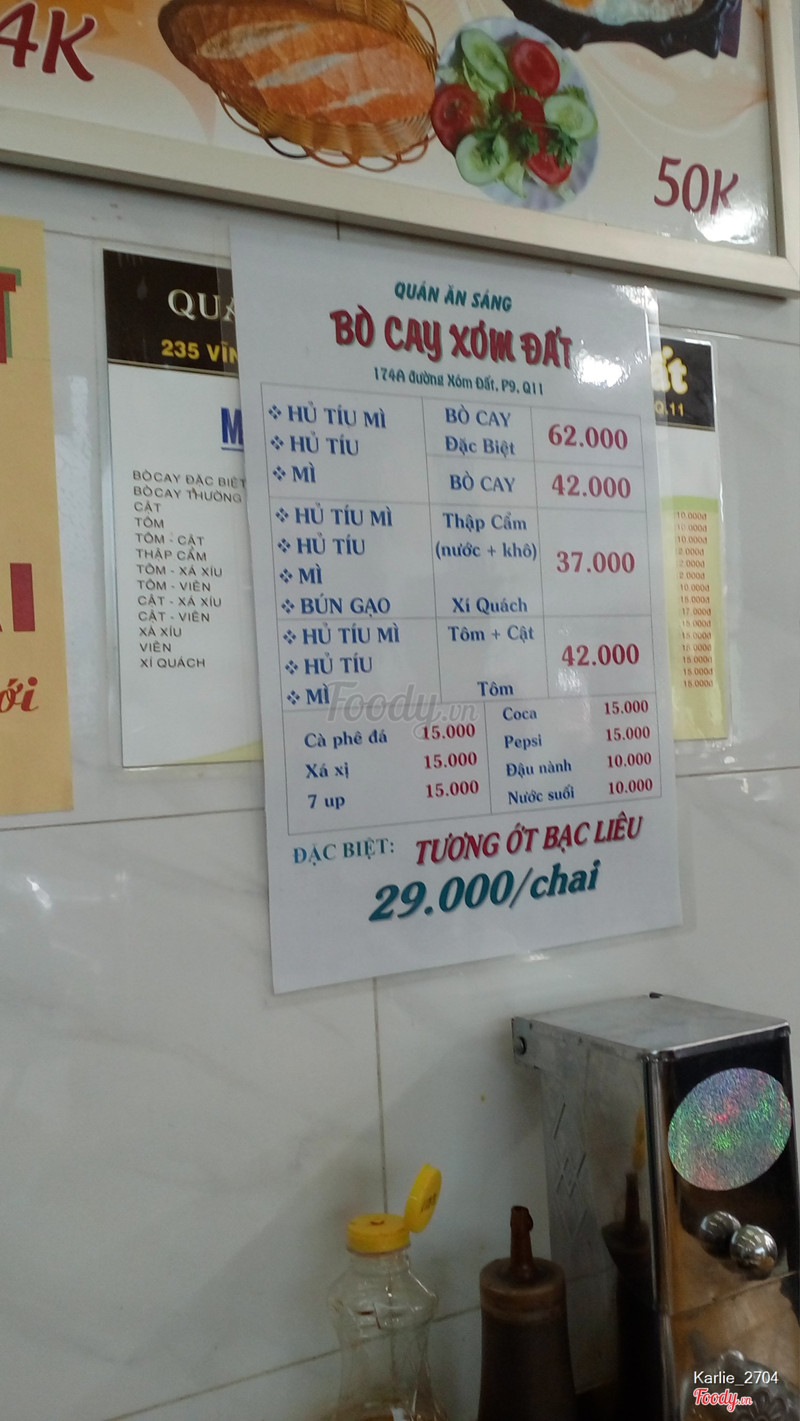 4K
50K
QUÁN ĂN SÁNG
BÒ CAY XÓM ĐẤT
174A đường Xóm Đất, P9, Q11
❖ HỦ TÍU MÌ
❖ HỦ TÍU
❖ MÌ
BÒ CAY
Đặc Biệt
62.000
BÒ CAY
42.000
❖ HỦ TÍU MÌ
❖ HỦ TÍU
❖ MÌ
❖ BÚN GẠO
Thập Cẩm
(nước + khô)
Xí Quách
37.000
❖ HỦ TÍU MÌ
❖ HỦ TÍU
❖ MÌ
Tôm + Cật
Tôm
42.000
Cà phê đá 15.000
Xá xị 15.000
7 up 15.000
Coca 15.000
Pepsi 15.000
Đậu nành 10.000
Nước suối 10.000
ĐẶC BIỆT: TƯƠNG ỚT BẠC LIÊU
29.000/chai
235
BÒ CAY ĐẶC BIỆT
BÒ CAY THƯỜNG
CẬT
TÔM
TÔM - CẬT
THẬP CẨM
TÔM - XÁ XÍU
TÔM - VIÊN
CẬT - XÁ XÍU
CẬT - VIÊN
XÁ XÍU
VIÊN
XÍ QUÁCH
Q.11
Foody.vn
Karlie_2704
Foody.vn